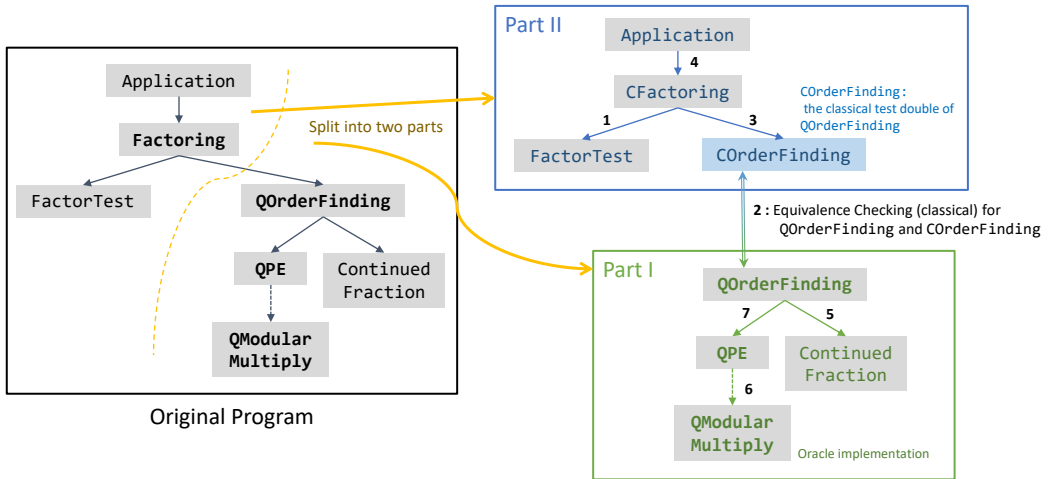 Application
Factoring
FactorTest
QOrderFinding
QPE
Continued
Fraction
QModular
Multiply
Original Program
Split into two parts
Part II
Application
4
CFactoring
1
3
FactorTest
COrderFinding
COrderFinding:
the classical test double of
QOrderFinding
2 : Equivalence Checking (classical) for
QOrderFinding and COrderFinding
Part I
QOrderFinding
7
5
QPE
Continued
Fraction
6
QModular
Multiply
Oracle implementation